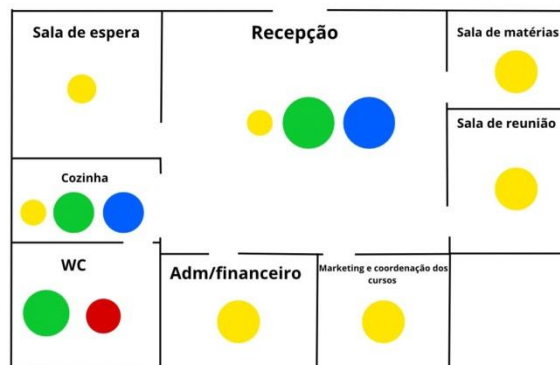 Sala de espera
Recepção
Sala de matérias
Sala de reunião
Cozinha
WC
Adm/financeiro
Marketing e coordenação dos
cursos